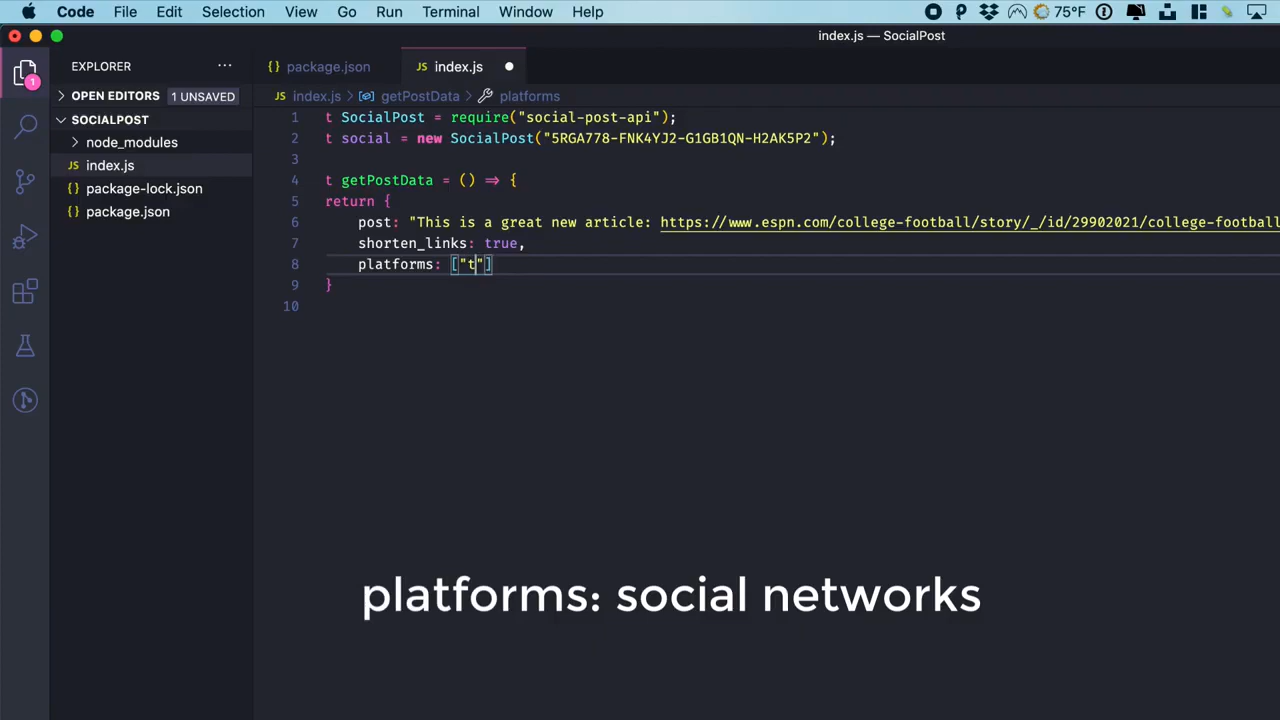 Code File Edit Selection View Go Run Terminal Window Help 75°F
index.js — SocialPost
EXPLORER ···
package.json index.js
OPEN EDITORS 1 UNSAVED
index.js > getPostData > platforms
SOCIALPOST
node_modules
index.js
package-lock.json
package.json
1
1 t SocialPost = require("social-post-api");
2 t social = new SocialPost("5RGA778-FNK4YJ2-G1GB1QN-H2AK5P2");
3
4 t getPostData = () => {
5 return {
6 post: "This is a great new article: https://www.espn.com/college-football/story/_/id/29902021/college-football
7 shorten_links: true,
8 platforms: ["t"]
9 }
10
platforms: social networks